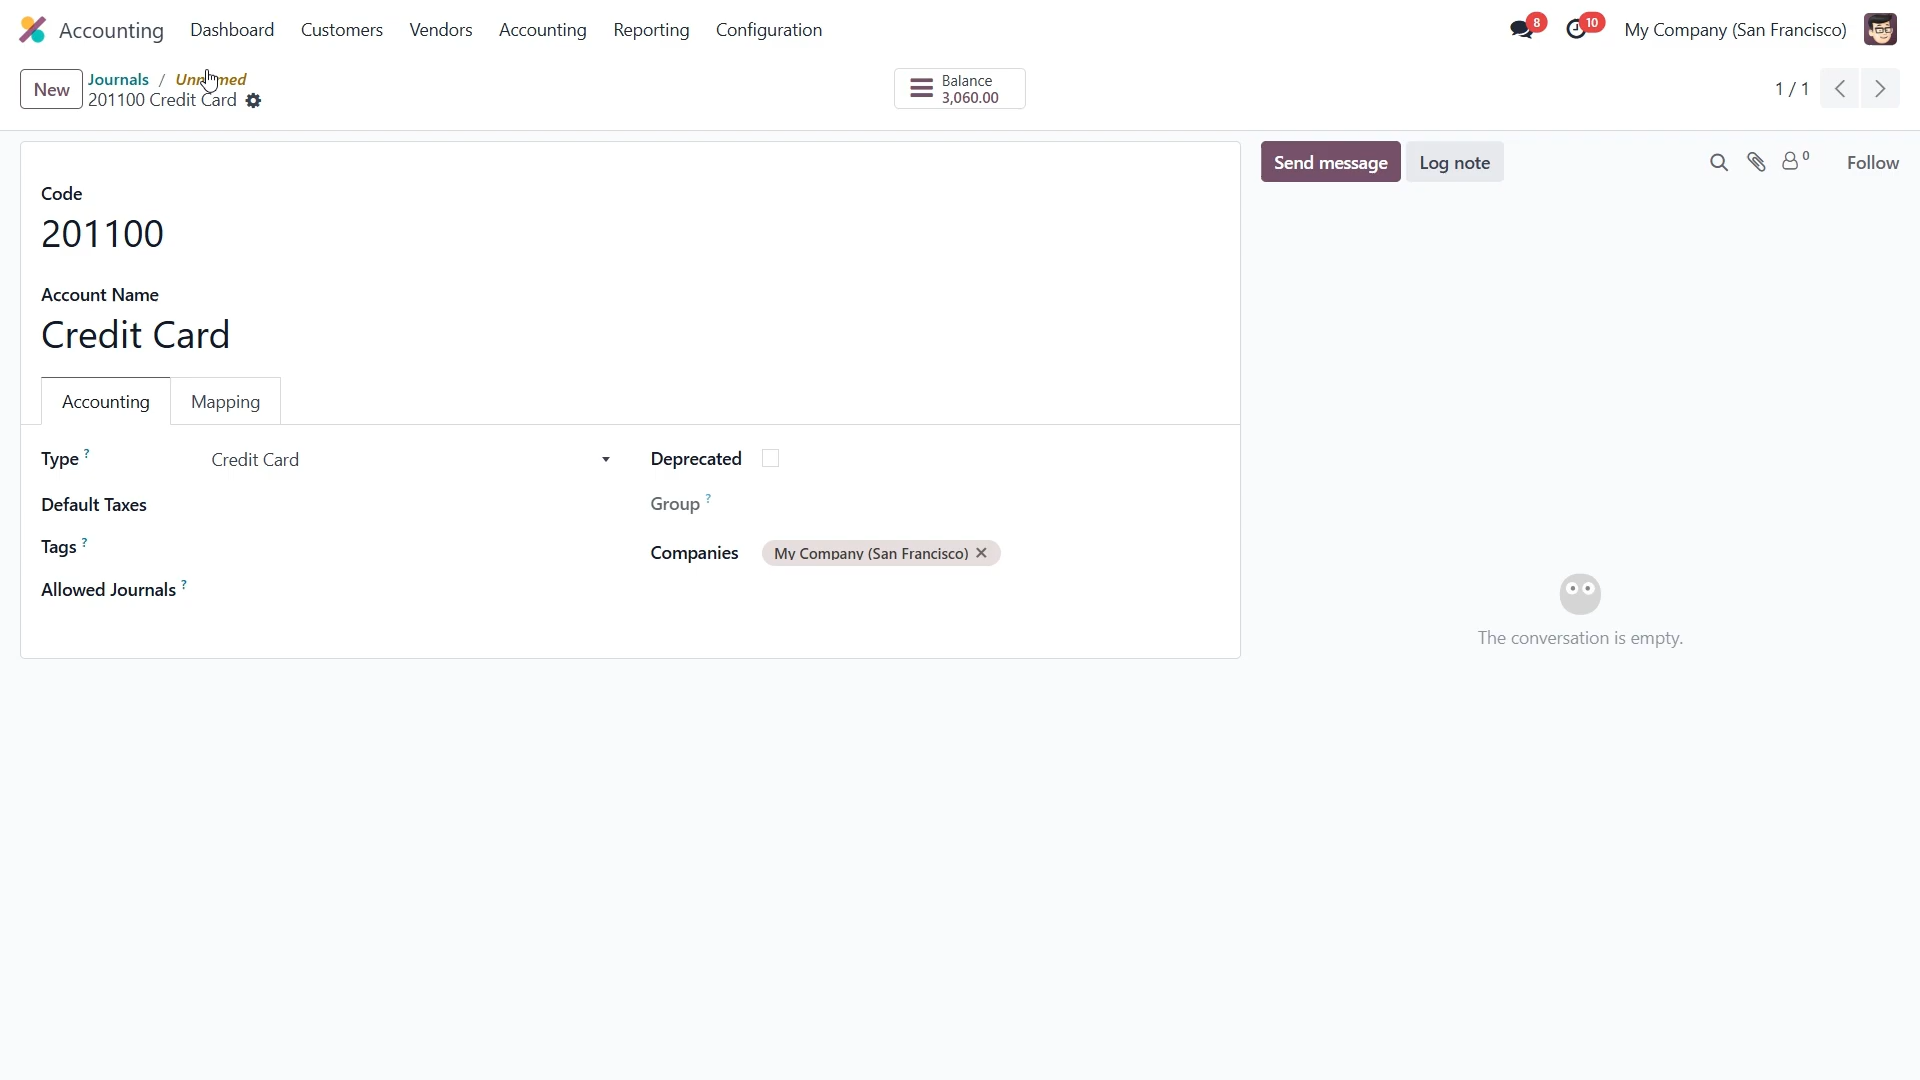 Accounting Dashboard Customers Vendors Accounting Reporting Configuration 8 10 My Company (San Francisco)
New Journals /
201100 Credit Card
Balance
3,060.00
1 / 1
Send message Log note 0 Follow
Code
201100
Account Name
Credit Card
Accounting Mapping
Type ? Credit Card Deprecated
Default Taxes Group ?
Tags ? Companies My Company (San Francisco)
Allowed Journals ?
The conversation is empty.